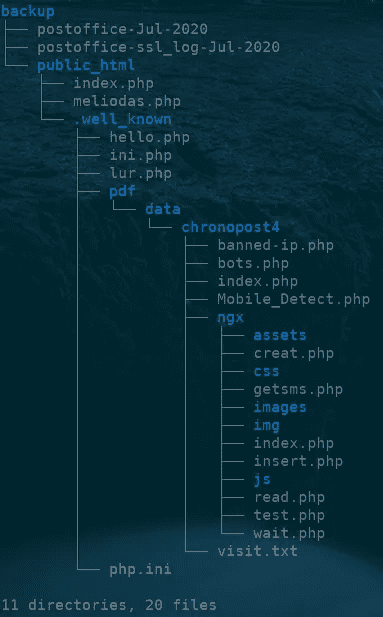 backup
├── postoffice-Jul-2020
├── postoffice-ssl_log-Jul-2020
└── public_html
    ├── index.php
    ├── meliodas.php
    └── .well_known
        ├── hello.php
        ├── ini.php
        ├── lur.php
        ├── pdf
        │   └── data
        │       └── chronopost4
        │           ├── banned-ip.php
        │           ├── bots.php
        │           ├── index.php
        │           ├── Mobile_Detect.php
        │           ├── ngx
        │           │   ├── assets
        │           │   ├── creat.php
        │           │   ├── css
        │           │   ├── getsms.php
        │           │   ├── images
        │           │   ├── img
        │           │   ├── index.php
        │           │   ├── insert.php
        │           │   ├── js
        │           │   ├── read.php
        │           │   ├── test.php
        │           │   └── wait.php
        │           └── visit.txt
        └── php.ini
11 directories, 20 files